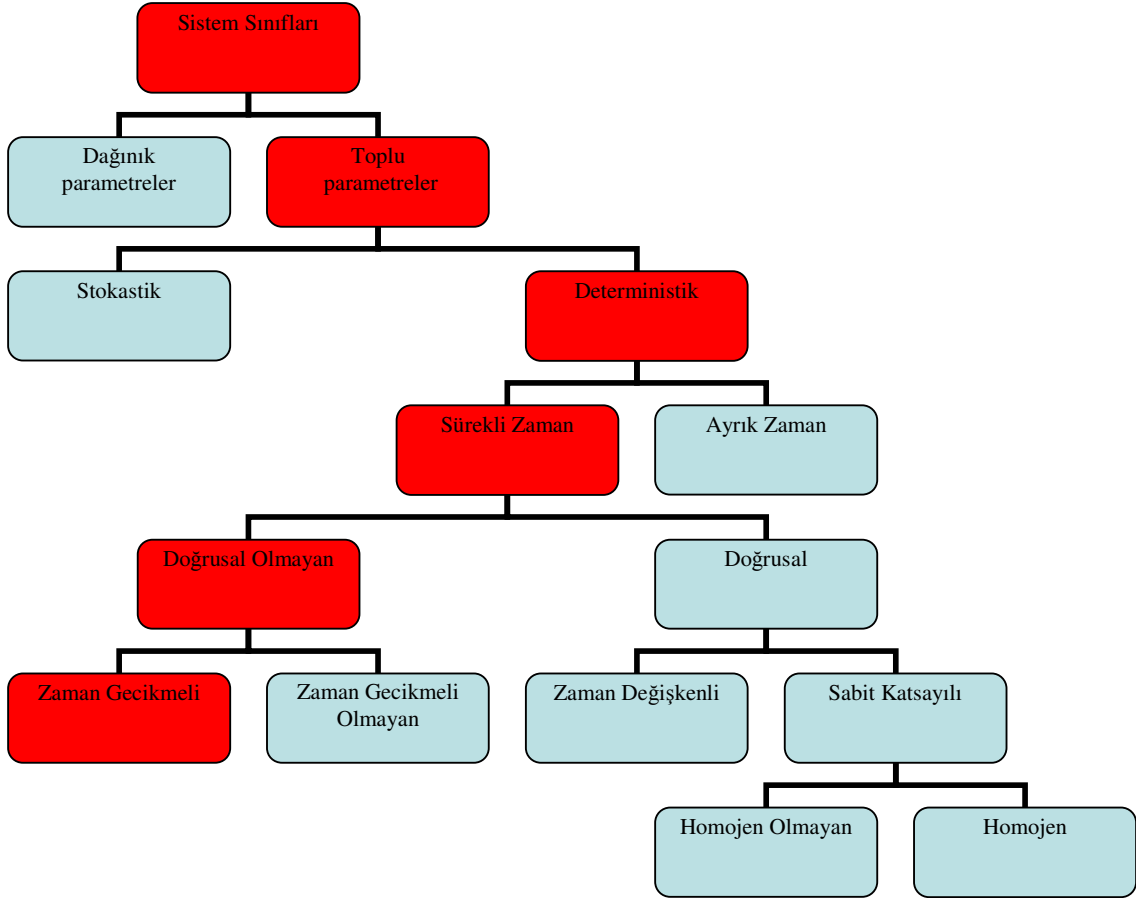 Sistem Sınıfları
Dağınık
parametreler
Toplu
parametreler
Stokastik
Deterministik
Sürekli Zaman
Ayrık Zaman
Doğrusal Olmayan
Doğrusal
Zaman Gecikmeli
Zaman Gecikmeli
Olmayan
Zaman Değişkenli
Sabit Katsayılı
Homojen Olmayan
Homojen